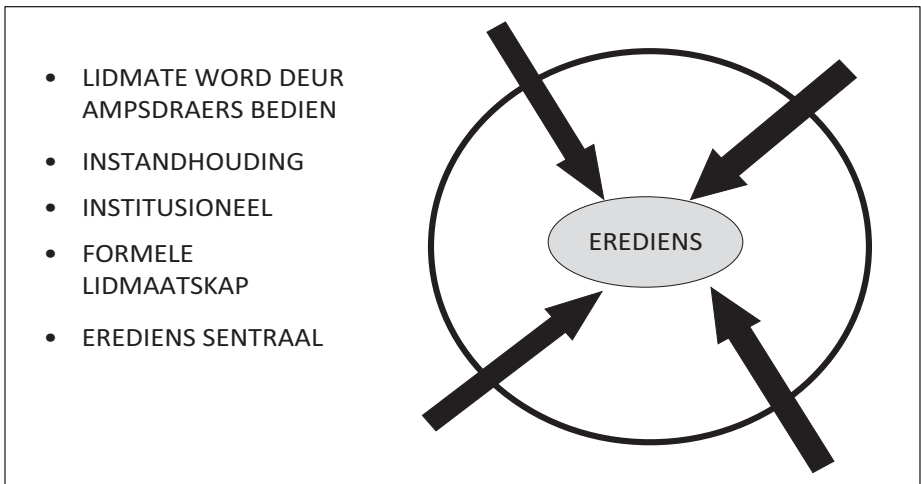 • LIDMATE WORD DEUR
AMPSDRAERS BEDIEN
• INSTANDHOUDING
• INSTITUSIONEEL
• FORMELE
LIDMAATSKAP
• EREDIENS SENTRAAL
EREDIENS